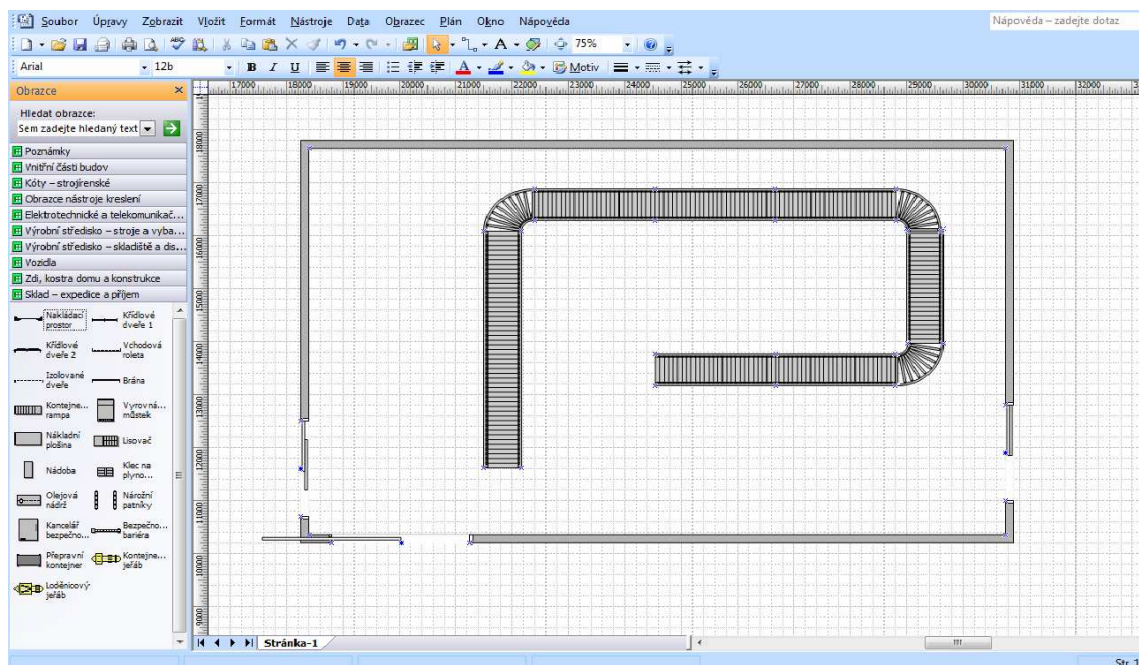 Soubor Úpravy Zobrazit Vložit Formát Nástroje Data Obrazec Plán Okno Nápověda
Nápověda – zadejte dotaz
75%
Arial 12b B I U A Motiv
Obrazce
Hledat obrazce:
Sem zadejte hledaný text
Poznámky
Vnitřní části budov
Kóty – strojírenské
Obrazce nástroje kreslení
Elektrotechnické a telekomunikač...
Výrobní středisko – stroje a vyba...
Výrobní středisko – skladiště a dis...
Vozidla
Zdi, kostra domu a konstrukce
Sklad – expedice a příjem
Nakládací prostor
Křídlové dveře 1
Křídlové dveře 2
Vchodová roleta
Izolované dveře
Brána
Kontejne... rampa
Vyrovná... můstek
Nákladní plošina
Lisovač
Nádoba
Klec na plyno...
Olejová nádrž
Nárožní patníky
Kancelář bezpečno...
Bezpečno... bariéra
Přepravní kontejner
Kontejne... jeřáb
Loděnicový jeřáb
17000 18000 19000 20000 21000 22000 23000 24000 25000 26000 27000 28000 29000 30000 31000 32000
18000
17000
16000
15000
14000
13000
12000
11000
10000
9000
Stránka-1
Str. 1